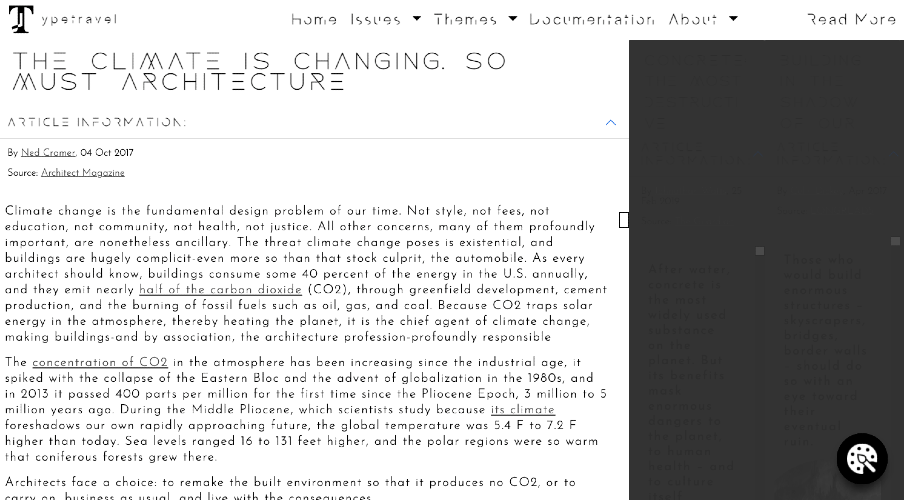 Typetravel
Home Issues Themes Documentation About Read More
THE CLIMATE IS CHANGING. SO
MUST ARCHITECTURE
ARTICLE INFORMATION:
By Ned Cramer, 04 Oct 2017
Source: Architect Magazine
Climate change is the fundamental design problem of our time. Not style, not fees, not
education, not community, not health, not justice. All other concerns, many of them profoundly
important, are nonetheless ancillary. The threat climate change poses is existential, and
buildings are hugely complicit-even more so than that stock culprit, the automobile. As every
architect should know, buildings consume some 40 percent of the energy in the U.S. annually,
and they emit nearly half of the carbon dioxide (CO2), through greenfield development, cement
production, and the burning of fossil fuels such as oil, gas, and coal. Because CO2 traps solar
energy in the atmosphere, thereby heating the planet, it is the chief agent of climate change,
making buildings-and by association, the architecture profession-profoundly responsible
The concentration of CO2 in the atmosphere has been increasing since the industrial age, it
spiked with the collapse of the Eastern Bloc and the advent of globalization in the 1980s, and
in 2013 it passed 400 parts per million for the first time since the Pliocene Epoch, 3 million to 5
million years ago. During the Middle Pliocene, which scientists study because its climate
foreshadows our own rapidly approaching future, the global temperature was 5.4 F to 7.2 F
higher than today. Sea levels ranged 16 to 131 feet higher, and the polar regions were so warm
that coniferous forests grew there.
Architects face a choice: to remake the built environment so that it produces no CO2, or to
carry on, business as usual, and live with the consequences.
After water,
concrete is
the most
widely used
substance
on the
planet. But
its benefits
mask
enormous
dangers to
the planet
to human
health - and
to culture
itself
Those who
would build
enormous
structures -
skyscrapers,
bridges,
border walls
- should do
so with an
eye toward
their
eventual
ruin